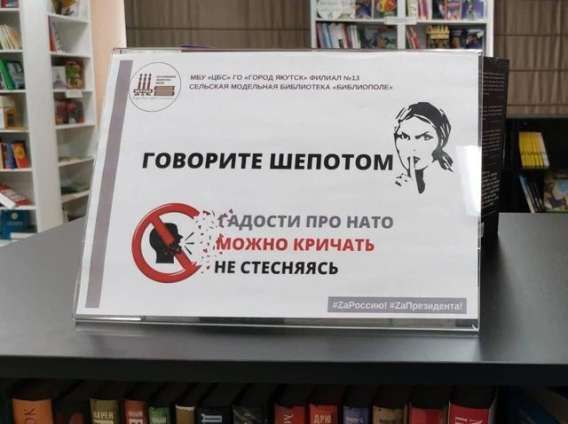 МБУ «ЦБС» ГО «ГОРОД ЯКУТСК» ФИЛИАЛ №13
СЕЛЬСКАЯ МОДЕЛЬНАЯ БИБЛИОТЕКА «БИБЛИОПОЛЕ»
ГОВОРИТЕ ШЕПОТОМ
ГАДОСТИ ПРО НАТО
МОЖНО КРИЧАТЬ
НЕ СТЕСНЯЯСЬ
#ZaРоссию! #ZaПрезидента!